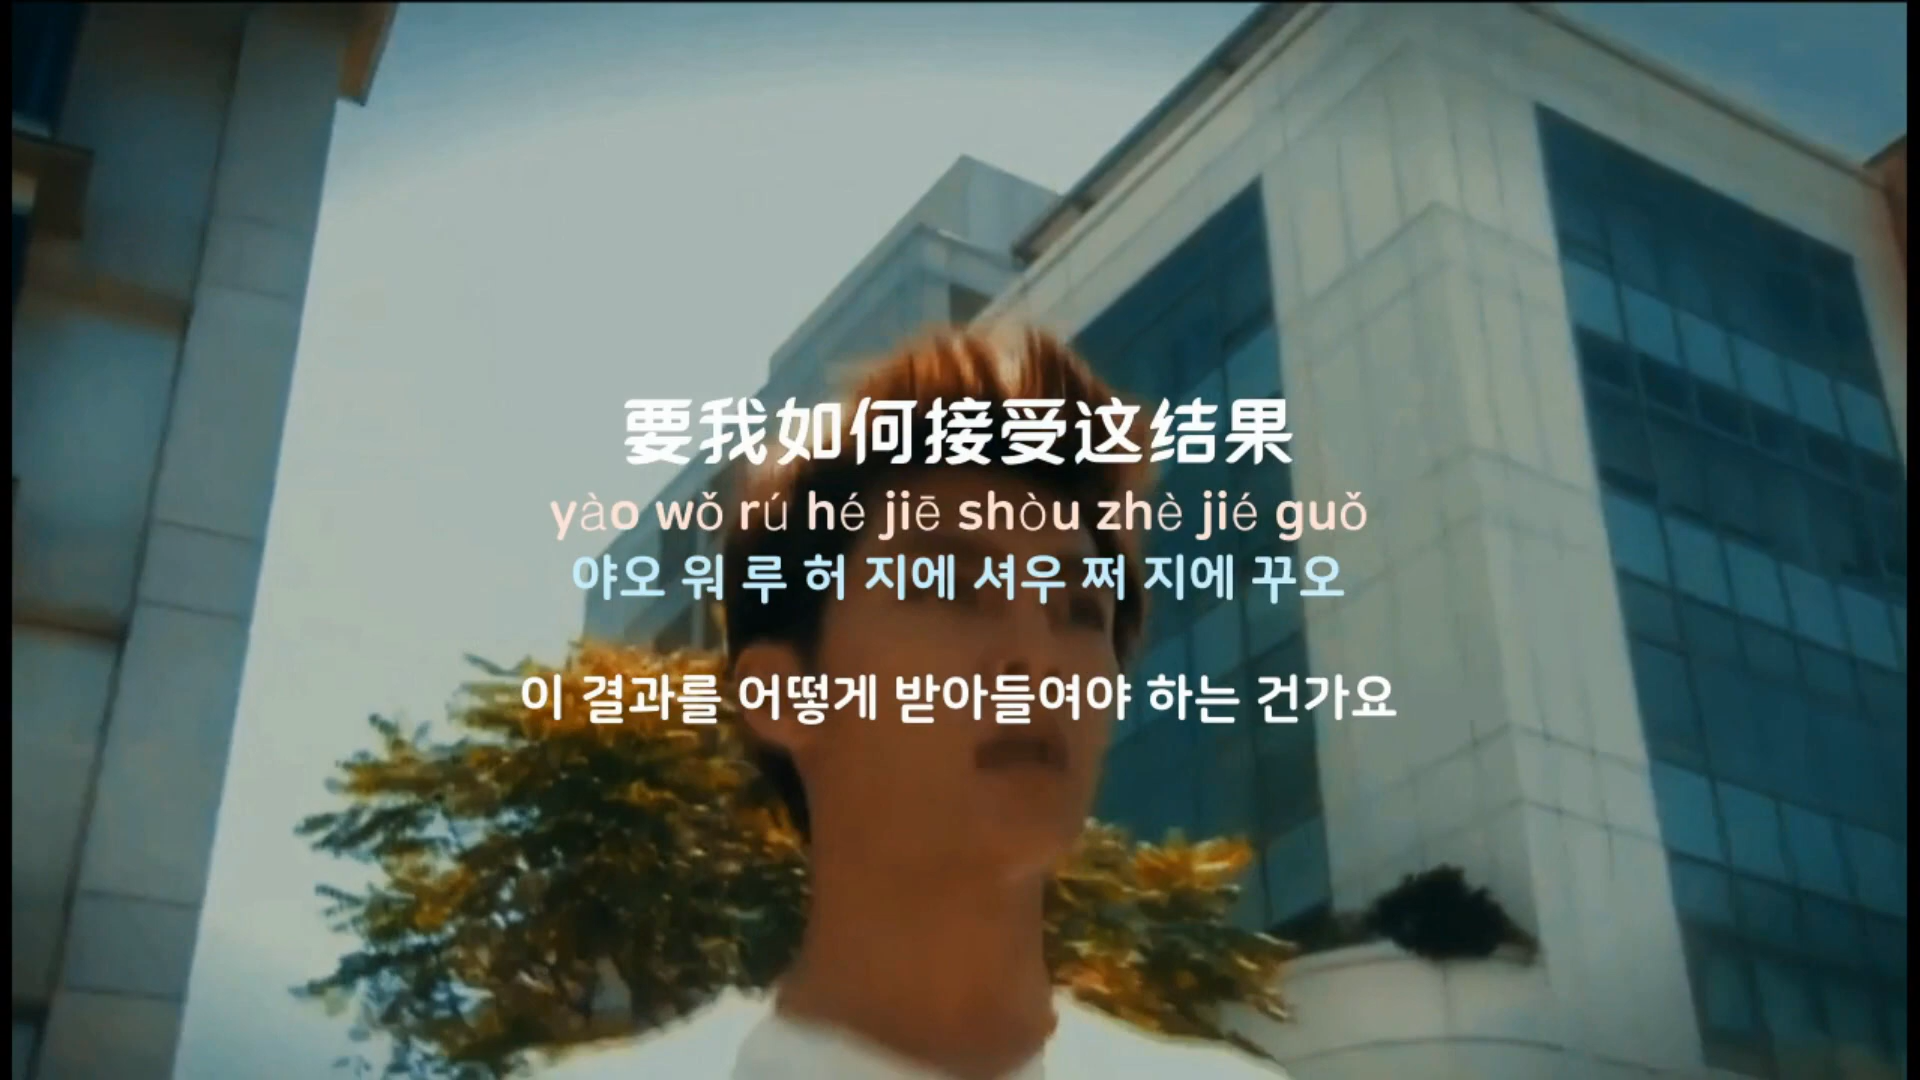 要我如何接受这结果
yào wǒ rú hé jiē shòu zhè jié guǒ
야오 워 루 허 지에 셔우 쩌 지에 꾸오
이 결과를 어떻게 받아들여야 하는 건가요